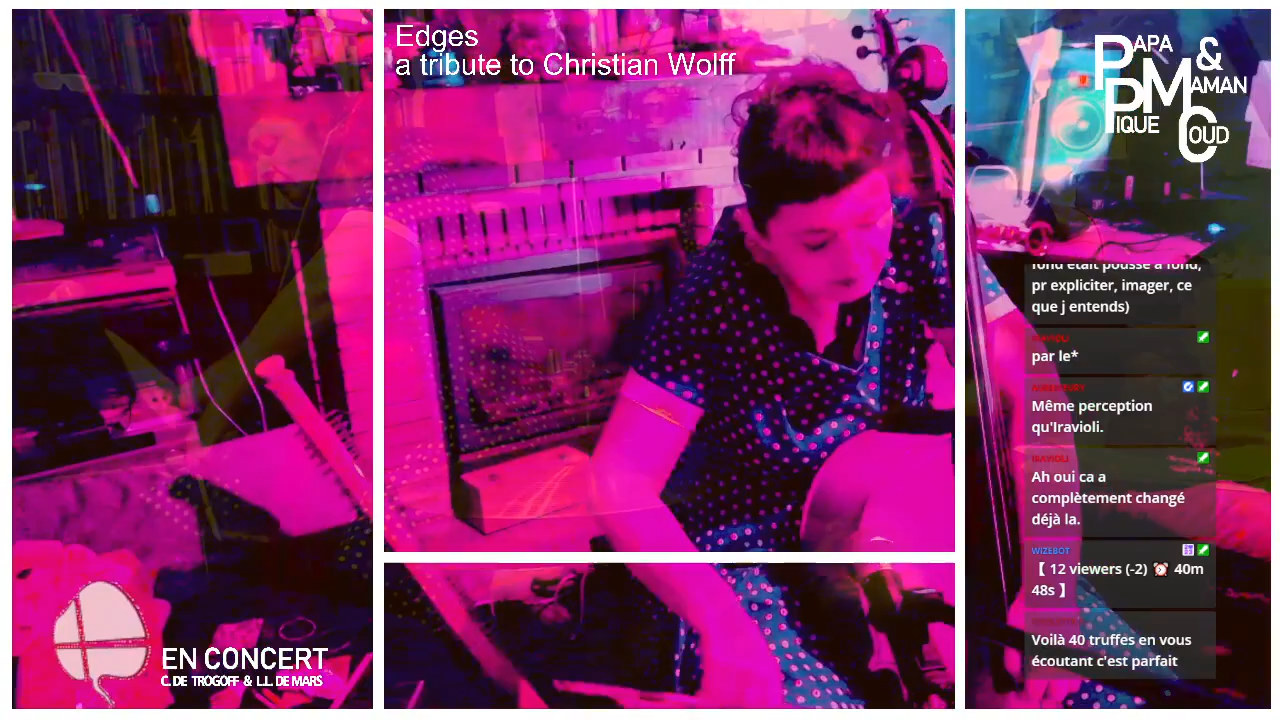 Edges
a tribute to Christian Wolff
PAPA
&
MAMAN
PIQUE
COUD
fond était poussé à fond,
pr expliciter, imager, ce
que j entends)
par le*
Même perception
qu'Iravioli.
IRAVIOLI
Ah oui ca a
complètement changé
déjà la.
WIZEBOT
【 12 viewers (-2) ⏰ 40m
48s 】
Voilà 40 truffes en vous
écoutant c'est parfait
EN CONCERT
C. DE TROGOFF & L.L. DE MARS